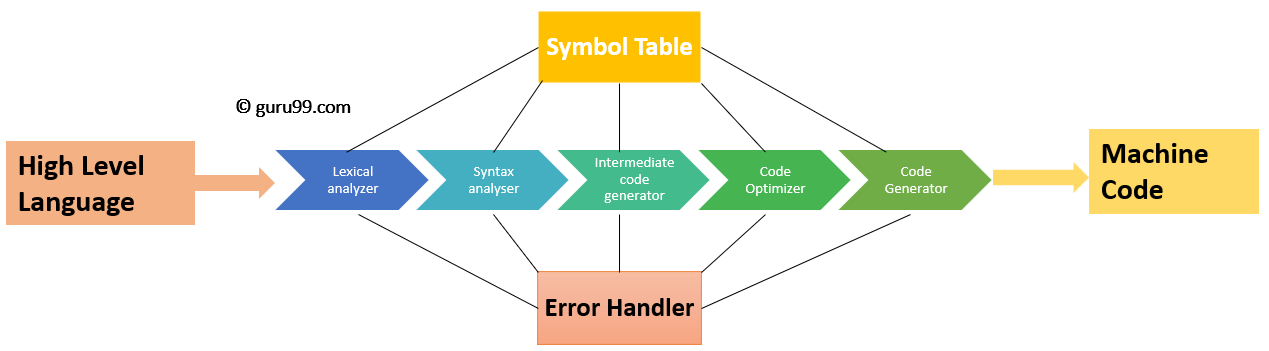 Symbol Table
© guru99.com
High Level
Language
Lexical
analyzer
Syntax
analyser
Intermediate
code
generator
Code
Optimizer
Code
Generator
Machine
Code
Error Handler